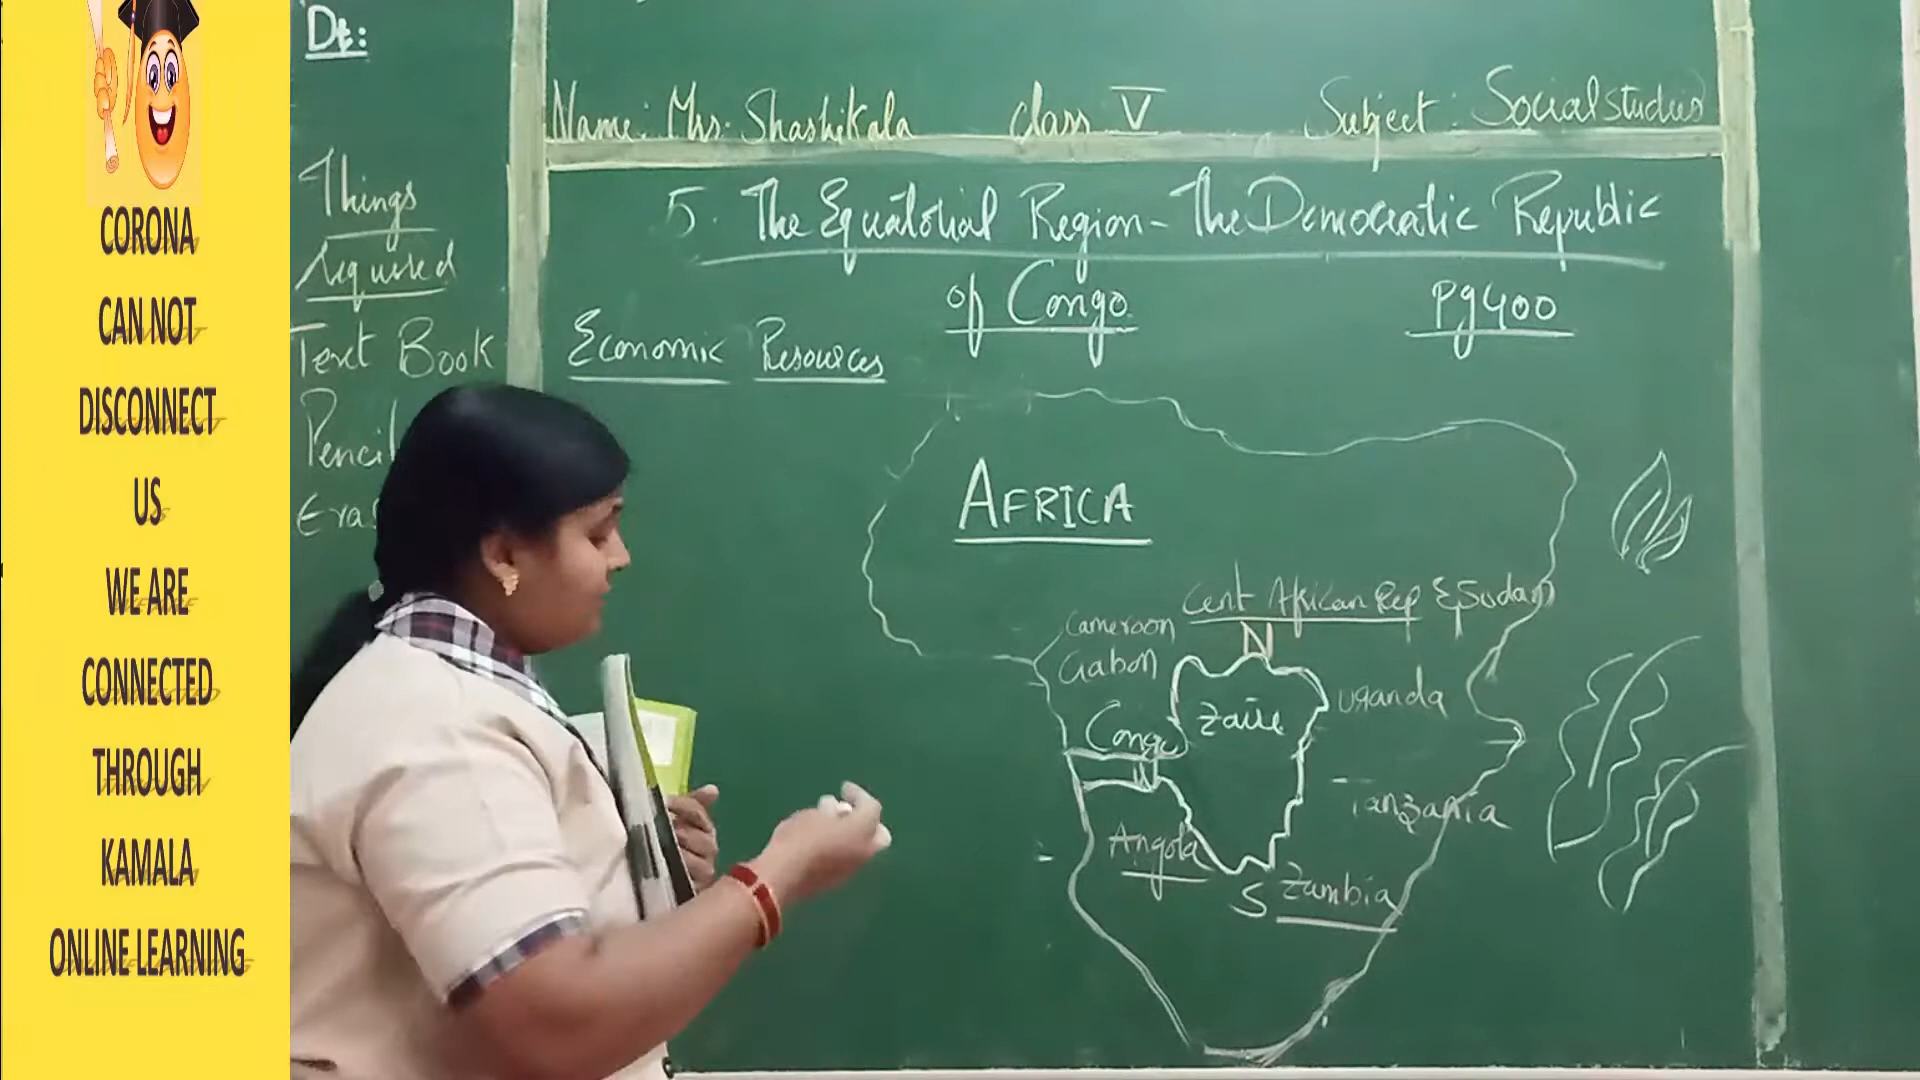 CORONA
CAN NOT
DISCONNECT
US
WE ARE
CONNECTED
THROUGH
KAMALA
ONLINE LEARNING
Dt:
Things
required
Text Book
Pencil
Eras
Name: Mrs. Shashikala class V Subject: Social studies
5. The Equatorial Region - The Democratic Republic
of Congo Pg 400
Economic Resources
AFRICA
Cent African Rep & Sudan
N
Cameroon
Gabon
Uganda
Zaire
Congo
Tanzania
Angola
S Zambia